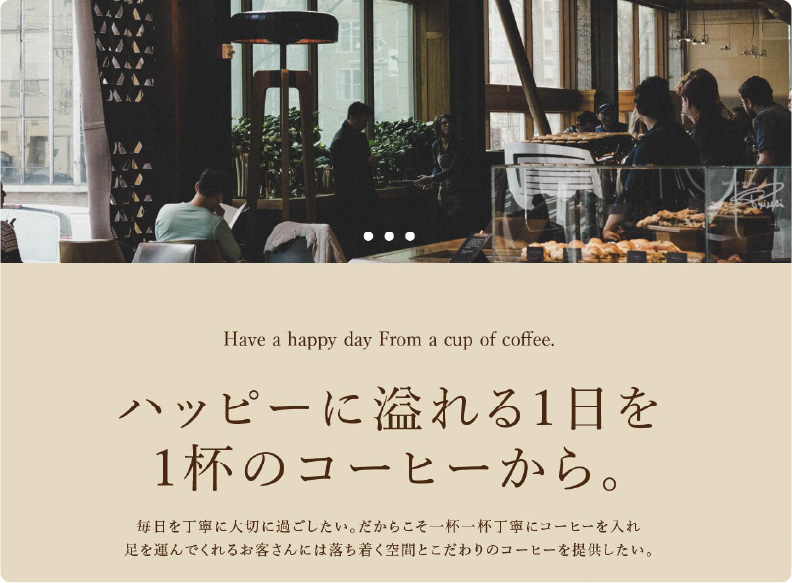 Have a happy day From a cup of coffee.
ハッピーに溢れる1日を
1杯のコーヒーから。
毎日を丁寧に大切に過ごしたい。だからこそ一杯一杯丁寧にコーヒーを入れ
足を運んでくれるお客さんには落ち着く空間とこだわりのコーヒーを提供したい。